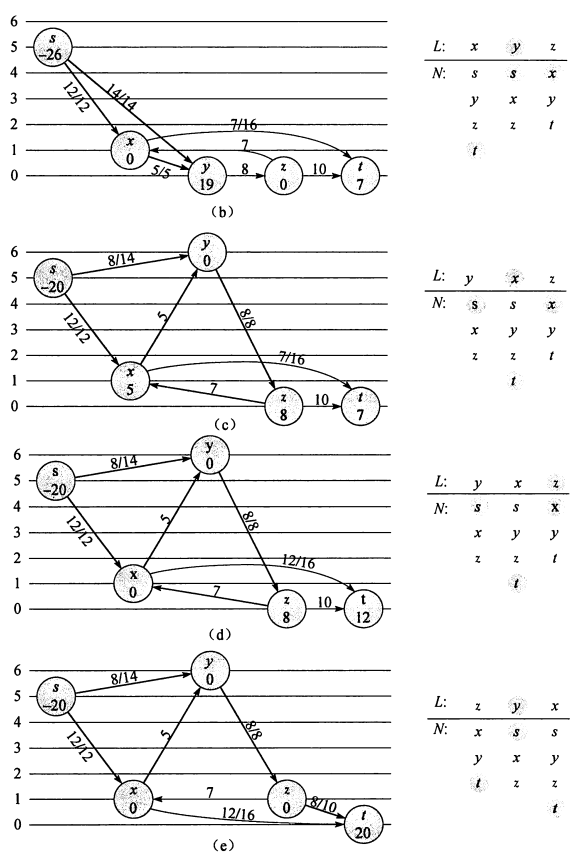 6
5 s
−26
4
3 12/12 14/14
2 7/16
1 x 0 7
0 5/5 y 19 8 z 0 10 t 7
(b)
L: x y z
N: s s x
y x y
z z t
t
6 y 0
5 s −20 8/14
4
3 12/12 5 8/8
2 7/16
1 x 5 7
0 z 8 10 t 7
(c)
L: y x z
N: s s x
x y y
z z t
t
6 y 0
5 s −20 8/14
4
3 12/12 5 8/8
2 12/16
1 x 0 7
0 z 8 10 t 12
(d)
L: y x z
N: s s x
x y y
z z t
t
6 y 0
5 s −20 8/14
4
3 12/12 5 8/8
2
1 x 0 7 z 0 8/10
0 12/16 t 20
(e)
L: z y x
N: x s s
y x y
t z z
t